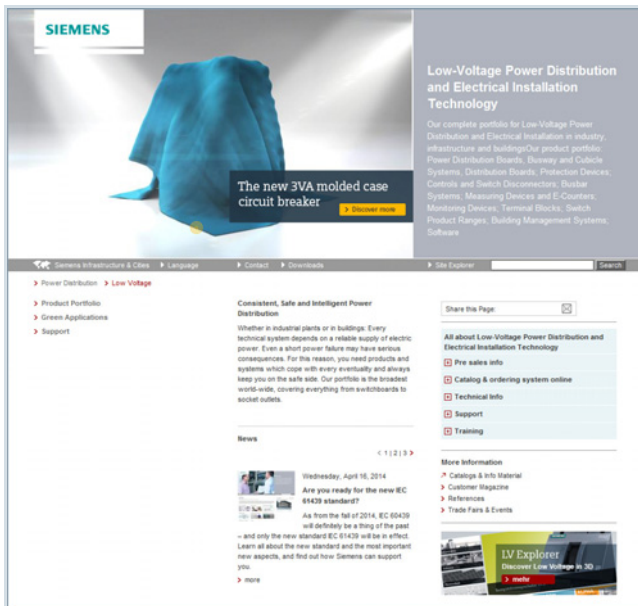 SIEMENS
Low-Voltage Power Distribution
and Electrical Installation
Technology
Our complete portfolio for Low-Voltage Power
Distribution and Electrical Installation in industry,
infrastructure and buildingsOur product portfolio:
Power Distribution Boards; Busway and Cubicle
Systems, Distribution Boards; Protection Devices;
Controls and Switch Disconnectors; Busbar
Systems; Measuring Devices and E-Counters;
Monitoring Devices; Terminal Blocks; Switch
Product Ranges; Building Management Systems;
Software
The new 3VA molded case
circuit breaker
Discover more
Siemens Infrastructure & Cities Language Contact Downloads Site Explorer Search
Power Distribution Low Voltage
Product Portfolio
Green Applications
Support
Consistent, Safe and Intelligent Power
Distribution
Whether in industrial plants or in buildings: Every
technical system depends on a reliable supply of electric
power. Even a short power failure may have serious
consequences. For this reason, you need products and
systems which cope with every eventuality and always
keep you on the safe side. Our portfolio is the broadest
world-wide, covering everything from switchboards to
socket outlets.
News
< 1 | 2 | 3 >
Wednesday, April 16, 2014
Are you ready for the new IEC
61439 standard?
As from the fall of 2014, IEC 60439
will definitely be a thing of the past
– and only the new standard IEC 61439 will be in effect.
Learn all about the new standard and the most important
new aspects, and find out how Siemens can support
you.
more
Share this Page:
All about Low-Voltage Power Distribution and
Electrical Installation Technology
Pre sales info
Catalog & ordering system online
Technical Info
Support
Training
More Information
Catalogs & Info Material
Customer Magazine
References
Trade Fairs & Events
LV Explorer
Discover Low Voltage in 3D
mehr